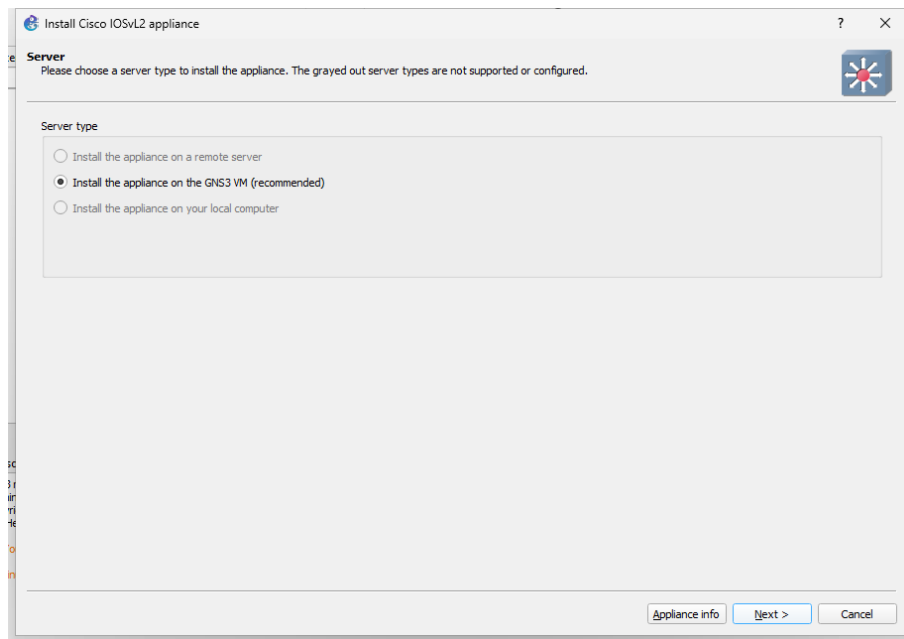 Install Cisco IOSvL2 appliance
Server
Please choose a server type to install the appliance. The grayed out server types are not supported or configured.
Server type
Install the appliance on a remote server
Install the appliance on the GNS3 VM (recommended)
Install the appliance on your local computer
Appliance info
Next >
Cancel